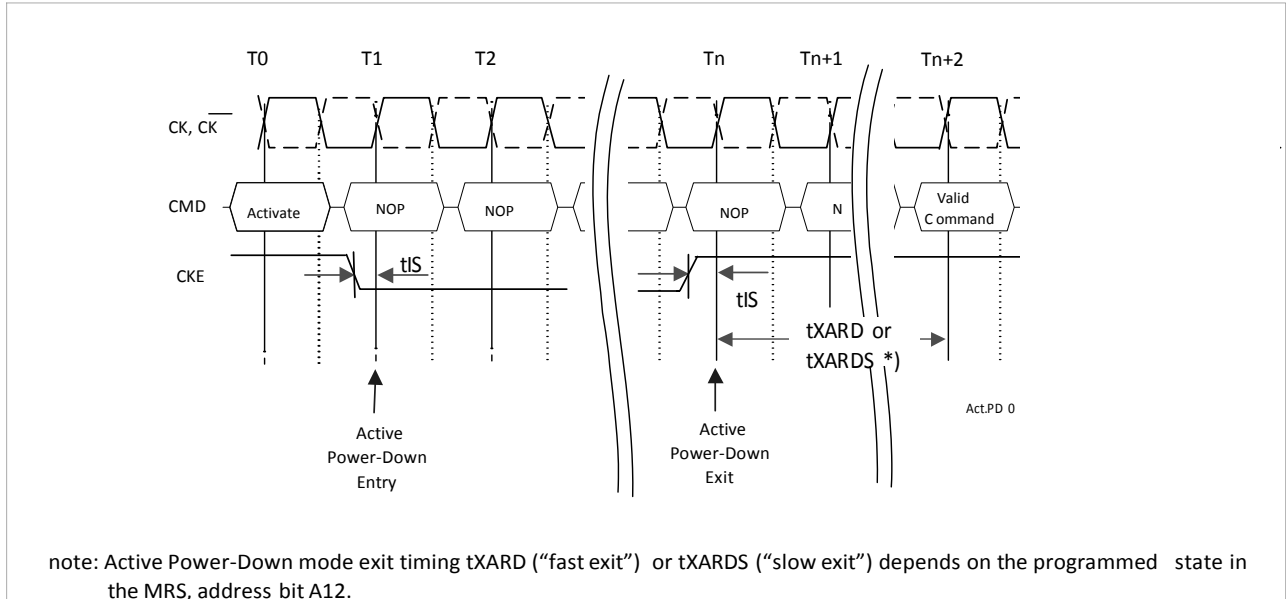 T0 T1 T2 Tn Tn+1 Tn+2
CK, CK
CMD Activate NOP NOP NOP N Valid
Command
CKE tIS
tIS
tXARD or
tXARDS *)
Act.PD 0
Active Active
Power-Down Power-Down
Entry Exit
note: Active Power-Down mode exit timing tXARD (“fast exit”) or tXARDS (“slow exit”) depends on the programmed state in
the MRS, address bit A12.